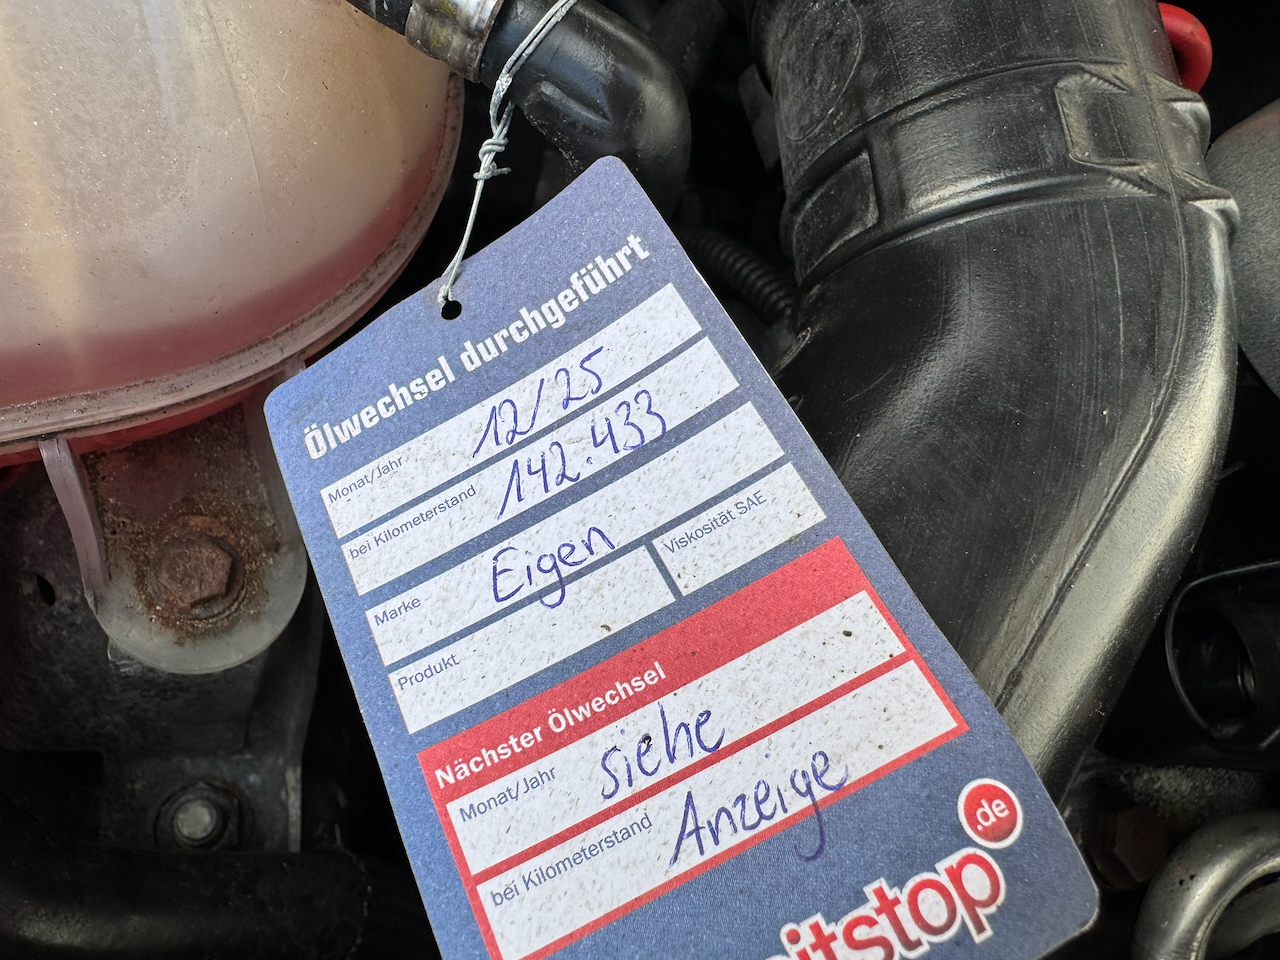 Ölwechsel durchgeführt
Monat/Jahr 12/25
bei Kilometerstand 142.433
Marke Eigen
Produkt
Viskosität SAE
Nächster Ölwechsel
Monat/Jahr siehe
bei Kilometerstand Anzeige
.de
itstop